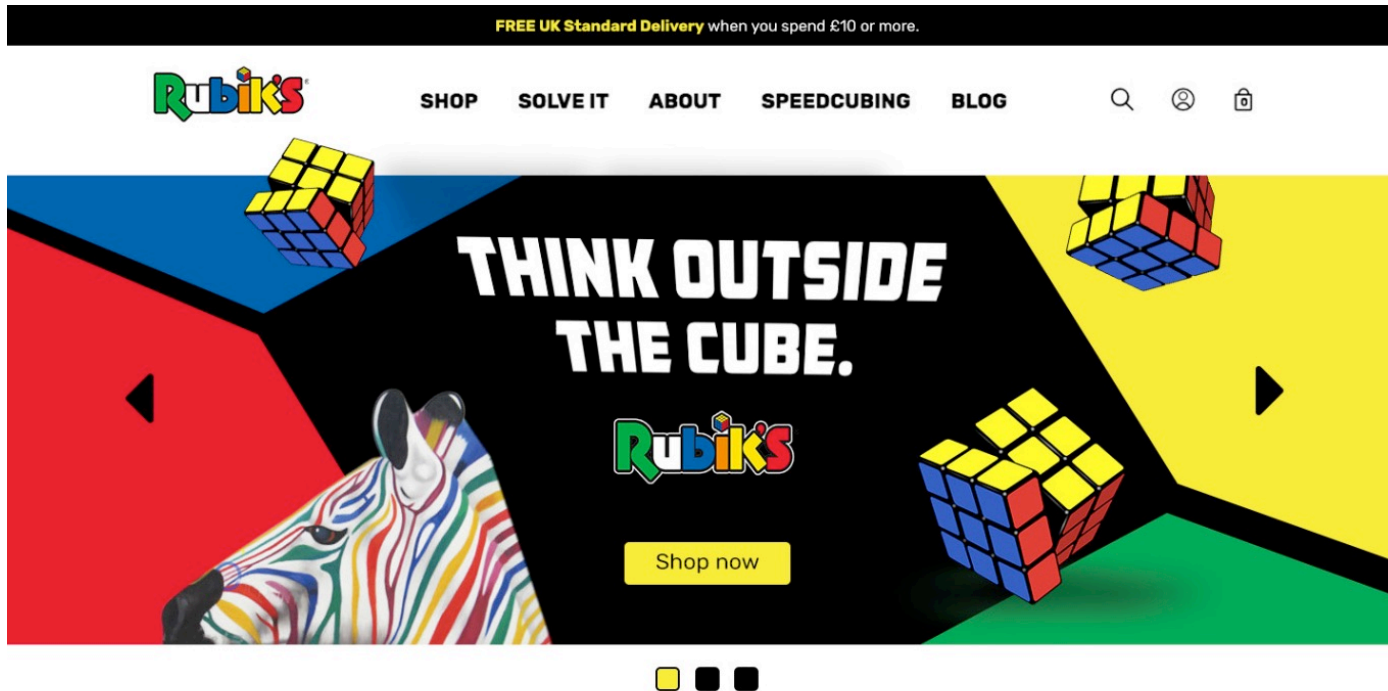 FREE UK Standard Delivery when you spend £10 or more.
Rubik's
SHOP SOLVE IT ABOUT SPEEDCUBING BLOG
0
THINK OUTSIDE
THE CUBE.
Rubik's
Shop now